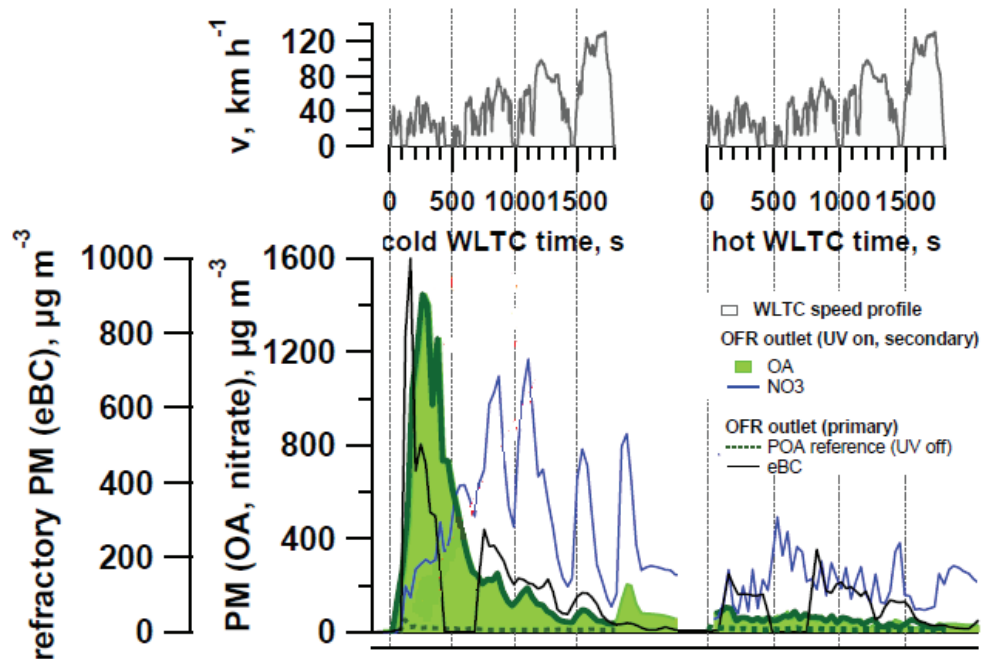 v, km h-1
120
80
40
0
0 500 1000 1500
0 500 1000 1500
cold WLTC time, s
hot WLTC time, s
refractory PM (eBC), µg m-3
1000
800
600
400
200
0
PM (OA, nitrate), µg m-3
1600
1200
800
400
0
WLTC speed profile
OFR outlet (UV on, secondary)
OA
NO3
OFR outlet (primary)
POA reference (UV off)
eBC